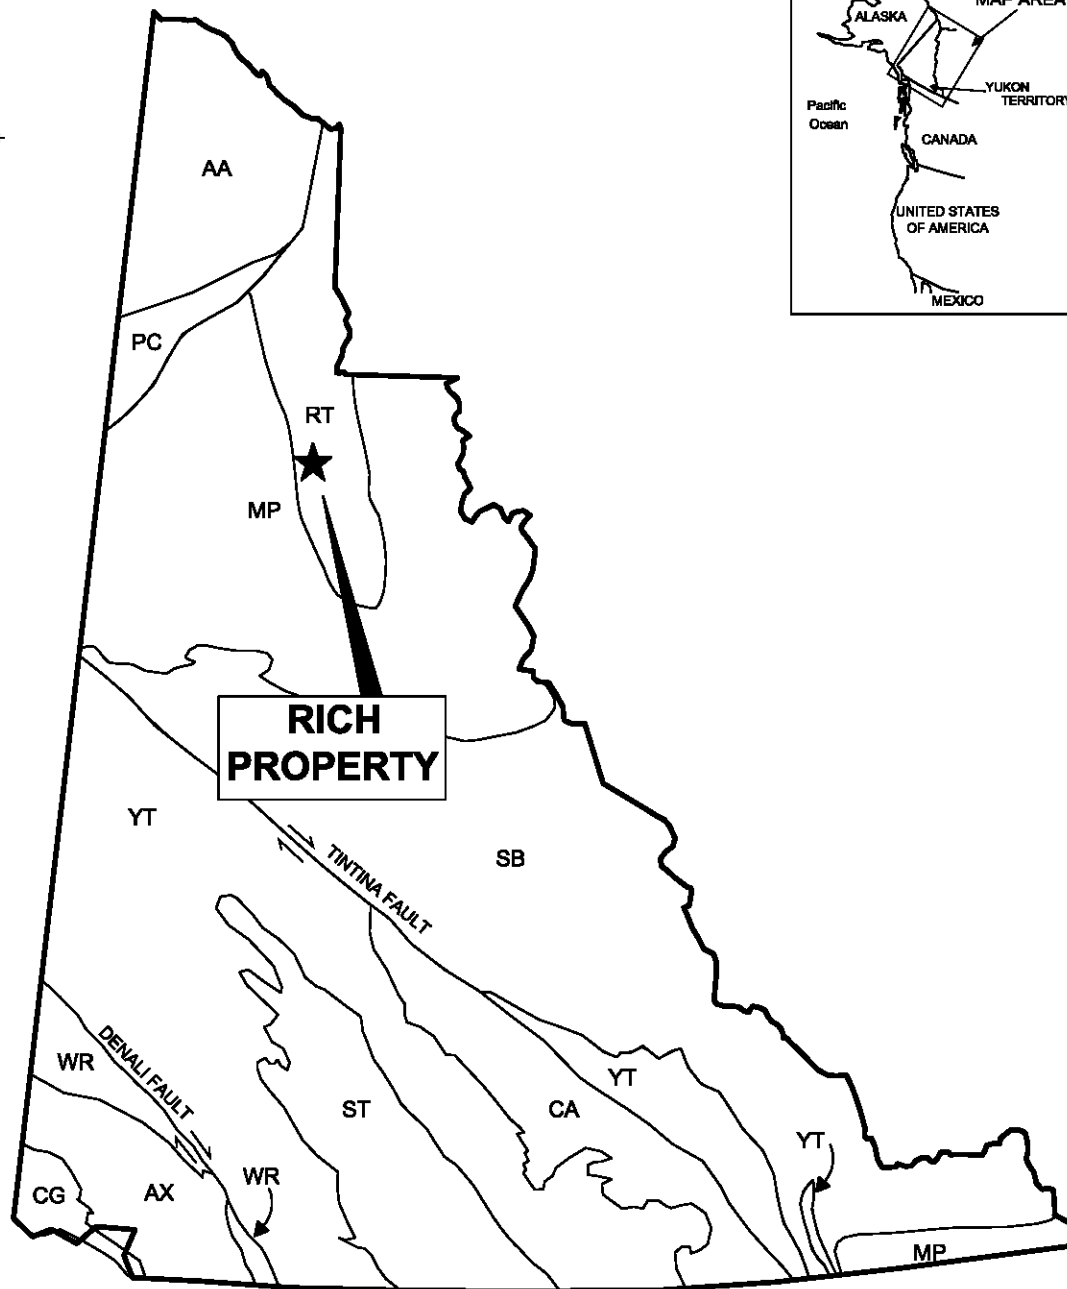 MAP AREA
ALASKA
YUKON
TERRITORY
Pacific
Ocean
CANADA
UNITED STATES
OF AMERICA
MEXICO
AA
PC
RT
MP
RICH
PROPERTY
YT
SB
TINTINA FAULT
DENALI FAULT
WR
YT
CA
ST
YT
WR
CG
AX
MP